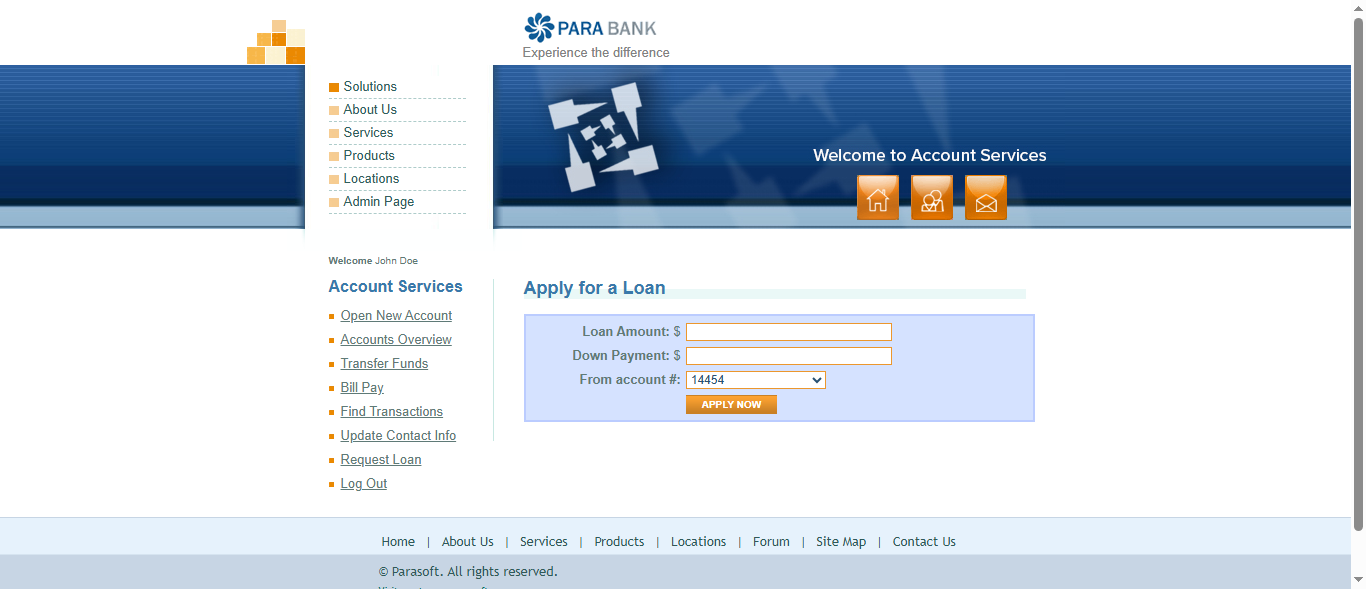 PARA BANK
Experience the difference
Solutions
About Us
Services
Products
Locations
Admin Page
Welcome to Account Services
Welcome John Doe
Account Services
Open New Account
Accounts Overview
Transfer Funds
Bill Pay
Find Transactions
Update Contact Info
Request Loan
Log Out
Apply for a Loan
Loan Amount: $
Down Payment: $
From account #: 14454
APPLY NOW
Home | About Us | Services | Products | Locations | Forum | Site Map | Contact Us
© Parasoft. All rights reserved.